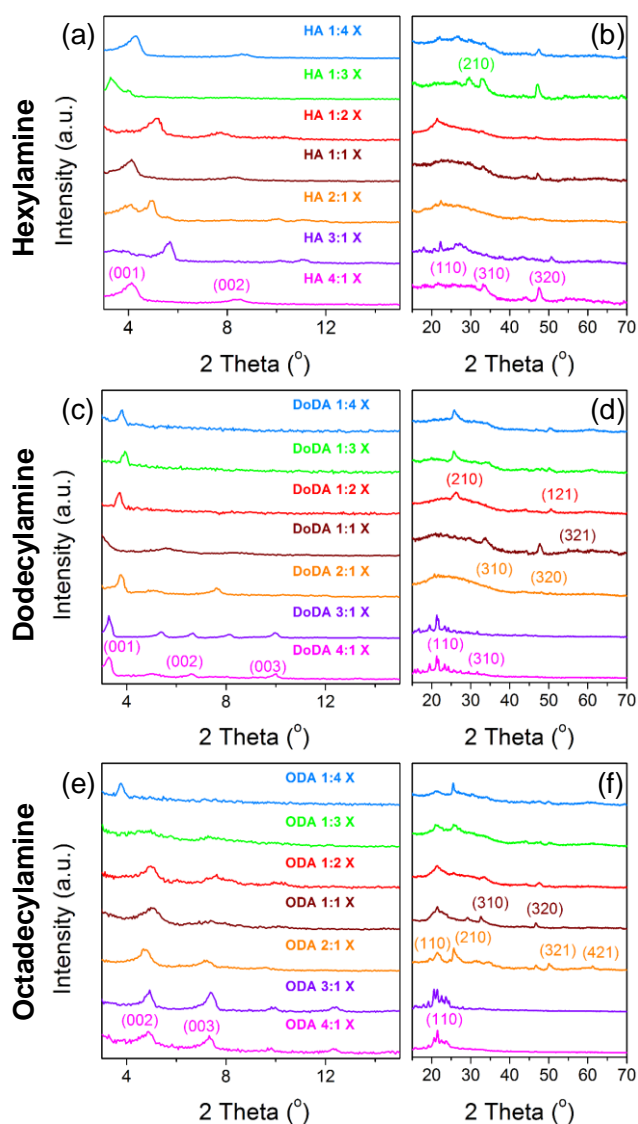 Hexylamine
Intensity (a.u.)
(a)
HA 1:4 X
HA 1:3 X
HA 1:2 X
HA 1:1 X
HA 2:1 X
HA 3:1 X
HA 4:1 X
(001)
(002)
4 8 12
2 Theta (º)
(b)
(210)
(110)
(310)
(320)
20 30 40 50 60 70
2 Theta (º)
Dodecylamine
Intensity (a.u.)
(c)
DoDA 1:4 X
DoDA 1:3 X
DoDA 1:2 X
DoDA 1:1 X
DoDA 2:1 X
DoDA 3:1 X
DoDA 4:1 X
(001)
(002)
(003)
4 8 12
2 Theta (º)
(d)
(210)
(121)
(321)
(310)
(320)
(110)
(310)
20 30 40 50 60 70
2 Theta (º)
Octadecylamine
Intensity (a.u.)
(e)
ODA 1:4 X
ODA 1:3 X
ODA 1:2 X
ODA 1:1 X
ODA 2:1 X
ODA 3:1 X
ODA 4:1 X
(002)
(003)
4 8 12
2 Theta (º)
(f)
(310)
(320)
(110)
(210)
(321)
(421)
(110)
20 30 40 50 60 70
2 Theta (º)